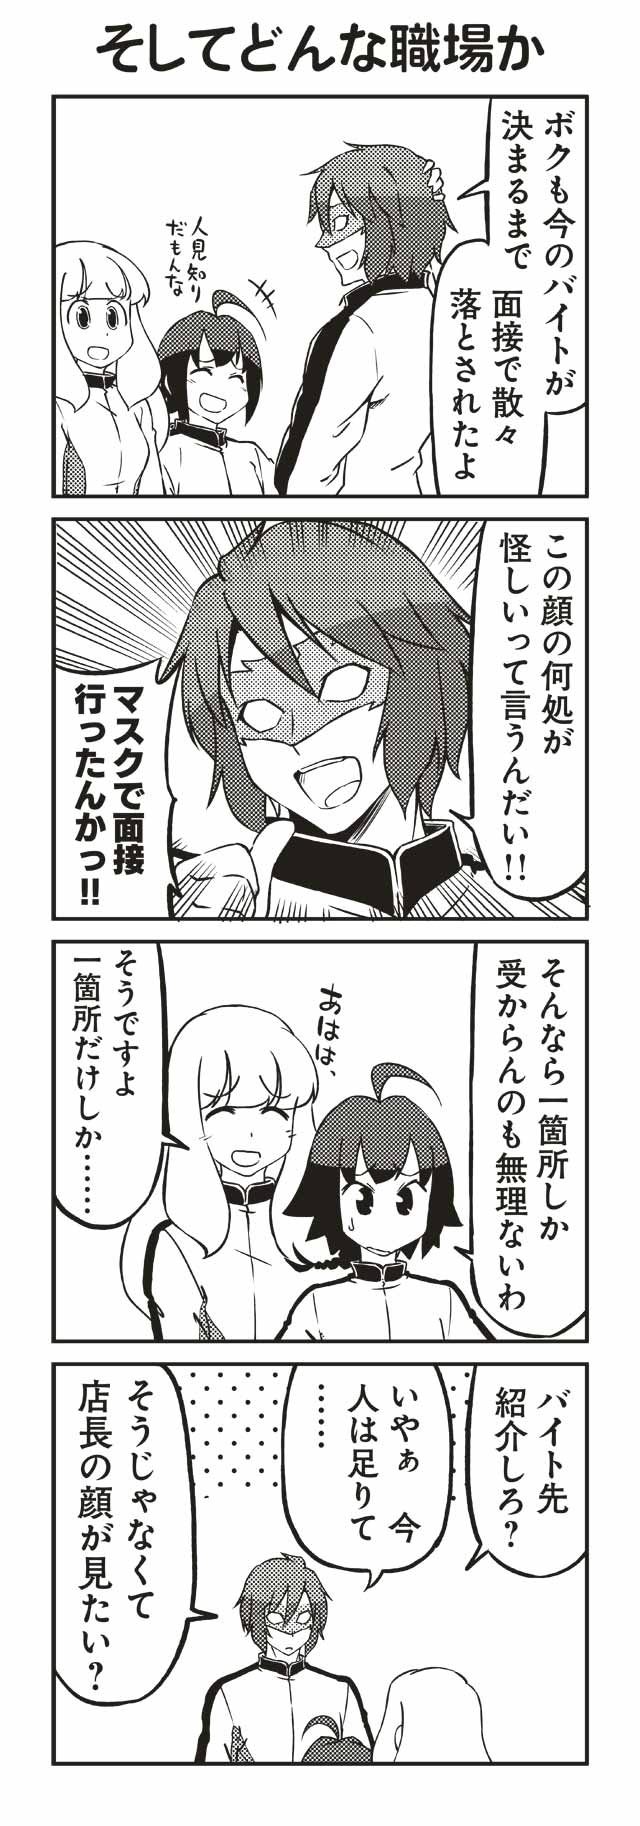 そしてどんな職場か
ボクも今のバイトが
決まるまで
面接で散々
落とされたよ
人見知り
だもんな
この顔の何処が
怪しいって言うんだい!!
マスクで面接
行ったんかっ!!
そんなら一箇所しか
受からんのも無理ないわ
あはは、
そうですよ
一箇所だけしか……
バイト先
紹介しろ?
いやぁ　今
人は足りて
……
そうじゃなくて
店長の顔が見たい?